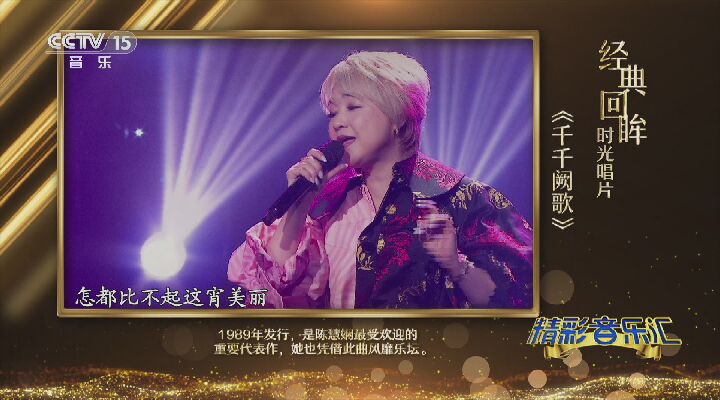 CCTV 15
音乐
经典回眸
时光唱片
《千千阙歌》
怎都比不起这宵美丽
1989年发行，是陈慧娴最受欢迎的
重要代表作，她也凭借此曲风靡乐坛。
精彩音乐汇